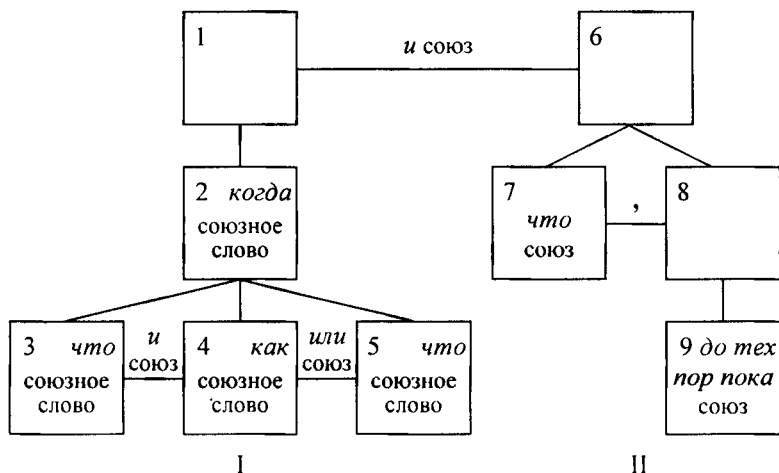 1
и союз
6
2 когда
союзное
слово
7
что
союз
,
8
3 что
союзное
слово
и
союз
4 как
союзное
слово
или
союз
5 что
союзное
слово
9 до тех
пор пока
союз
I
II